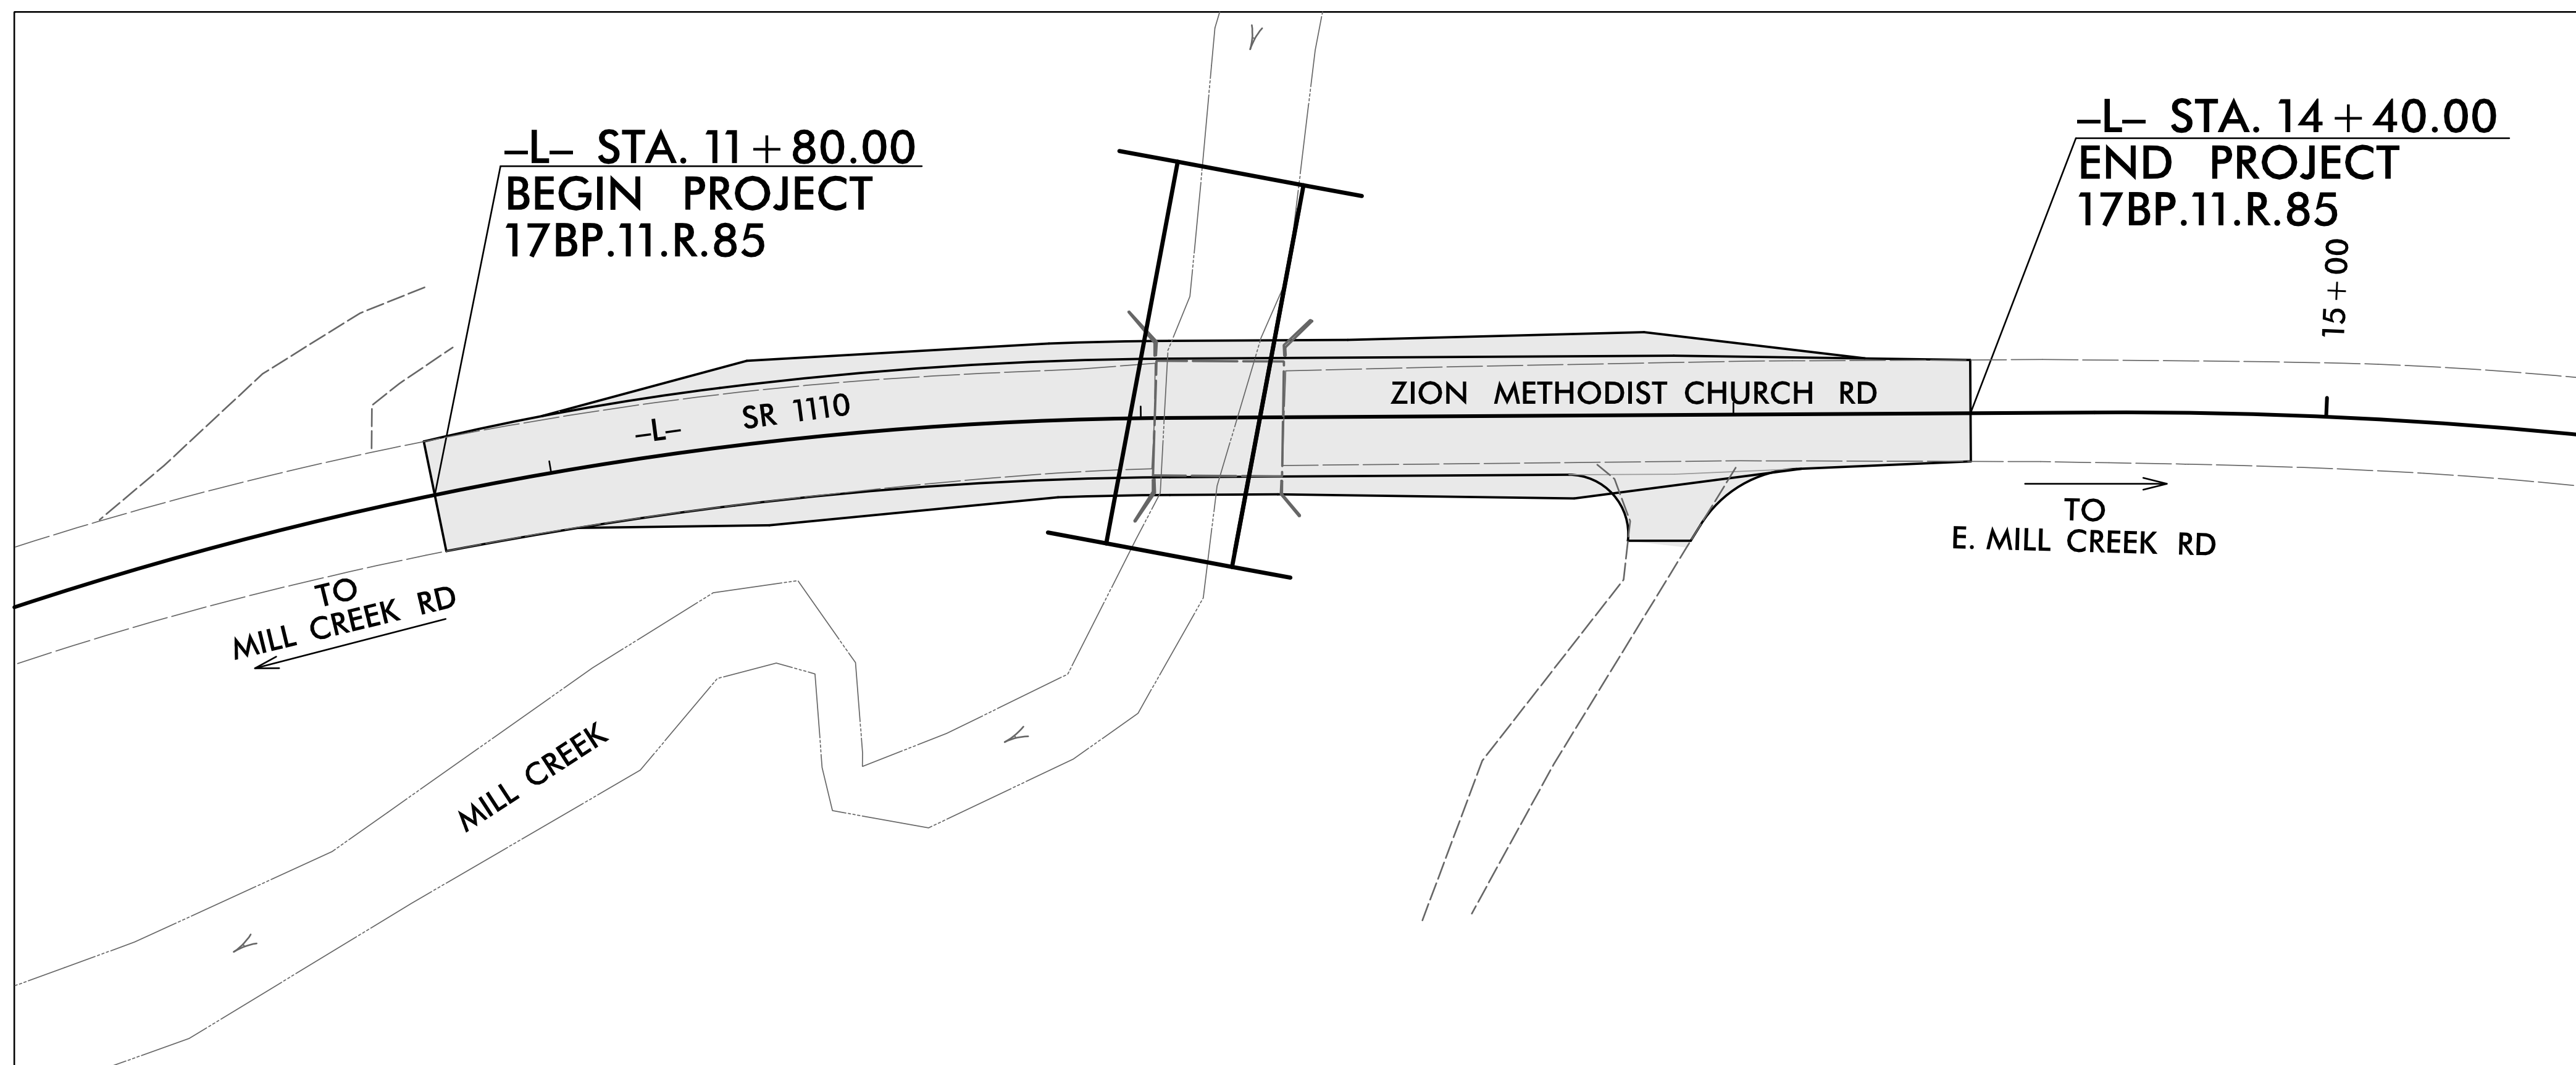 –L– STA. 11+80.00
BEGIN PROJECT
17BP.11.R.85
–L– STA. 14+40.00
END PROJECT
17BP.11.R.85
15+00
–L– SR 1110
ZION METHODIST CHURCH RD
TO
MILL CREEK RD
TO
E. MILL CREEK RD
MILL CREEK